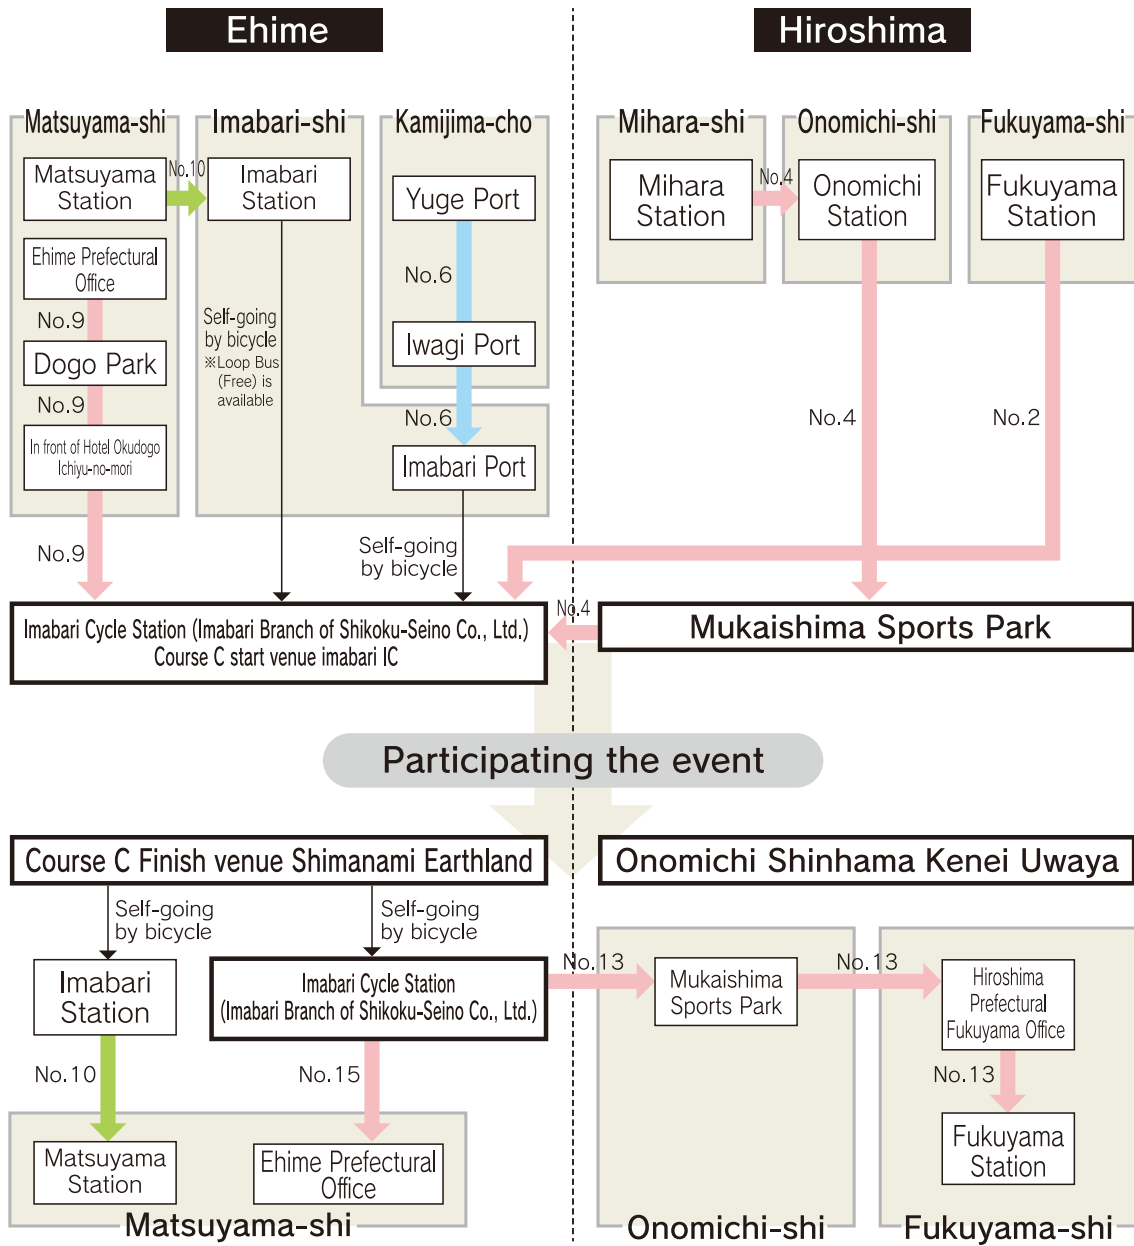 Ehime
Hiroshima
Matsuyama-shi
Imabari-shi
Kamijima-cho
Mihara-shi
Onomichi-shi
Fukuyama-shi
Matsuyama
Station
No.10
Imabari
Station
Yuge Port
Mihara
Station
No.4
Onomichi
Station
Fukuyama
Station
Ehime Prefectural
Office
No.9
Dogo Park
No.9
In front of Hotel Okudogo
Ichiyu-no-mori
No.9
Self-going
by bicycle
※Loop Bus
(Free) is
available
No.6
Iwagi Port
No.6
Imabari Port
Self-going
by bicycle
No.4
No.2
Imabari Cycle Station (Imabari Branch of Shikoku-Seino Co., Ltd.)
Course C start venue imabari IC
No.4
Mukaishima Sports Park
Participating the event
Course C Finish venue Shimanami Earthland
Onomichi Shinhama Kenei Uwaya
Self-going
by bicycle
Self-going
by bicycle
Imabari
Station
Imabari Cycle Station
(Imabari Branch of Shikoku-Seino Co., Ltd.)
No.13
Mukaishima
Sports Park
No.13
Hiroshima
Prefectural
Fukuyama Office
No.10
No.15
No.13
Matsuyama
Station
Ehime Prefectural
Office
Fukuyama
Station
Matsuyama-shi
Onomichi-shi
Fukuyama-shi